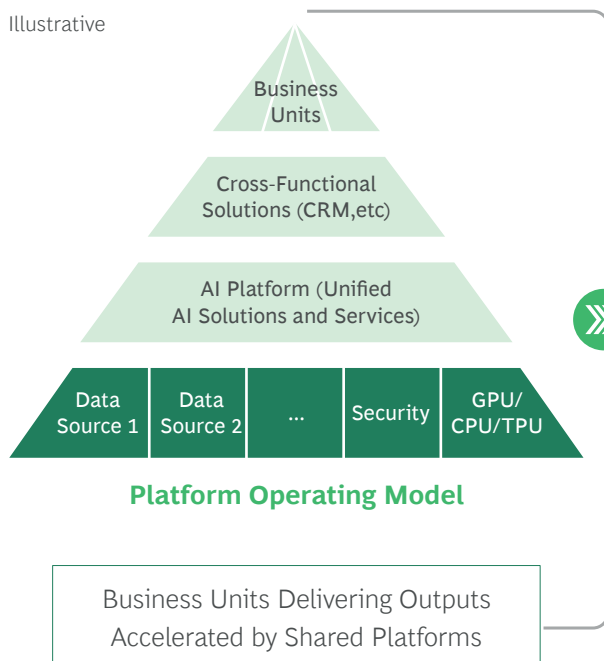 Illustrative
Business
Units
Cross-Functional
Solutions (CRM,etc)
AI Platform (Unified
AI Solutions and Services)
Data
Source 1
Data
Source 2
...
Security
GPU/
CPU/TPU
Platform Operating Model
Business Units Delivering Outputs
Accelerated by Shared Platforms